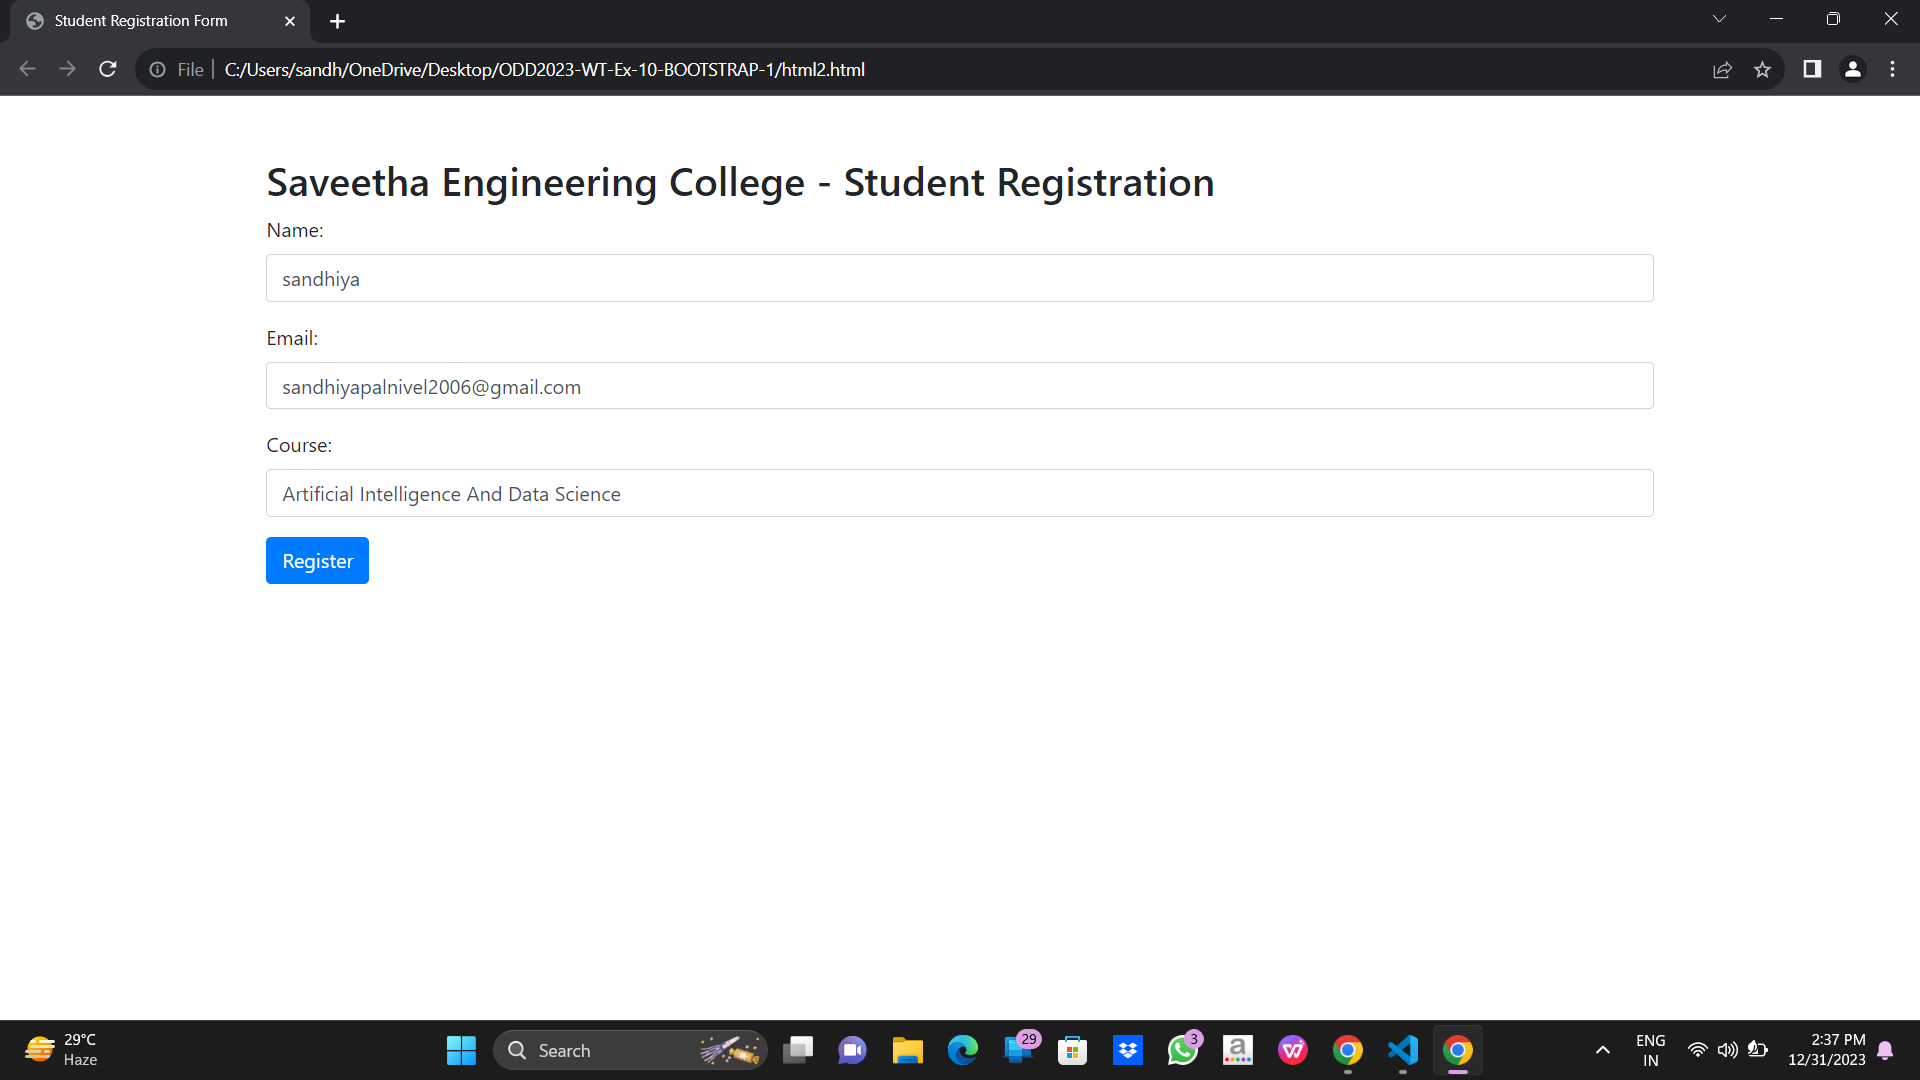 Student Registration Form
File
C:/Users/sandh/OneDrive/Desktop/ODD2023-WT-Ex-10-BOOTSTRAP-1/html2.html
Saveetha Engineering College - Student Registration
Name:
sandhiya
Email:
sandhiyapalnivel2006@gmail.com
Course:
Artificial Intelligence And Data Science
Register
29°C
Haze
Search
29
3
a
ENG
IN
2:37 PM
12/31/2023